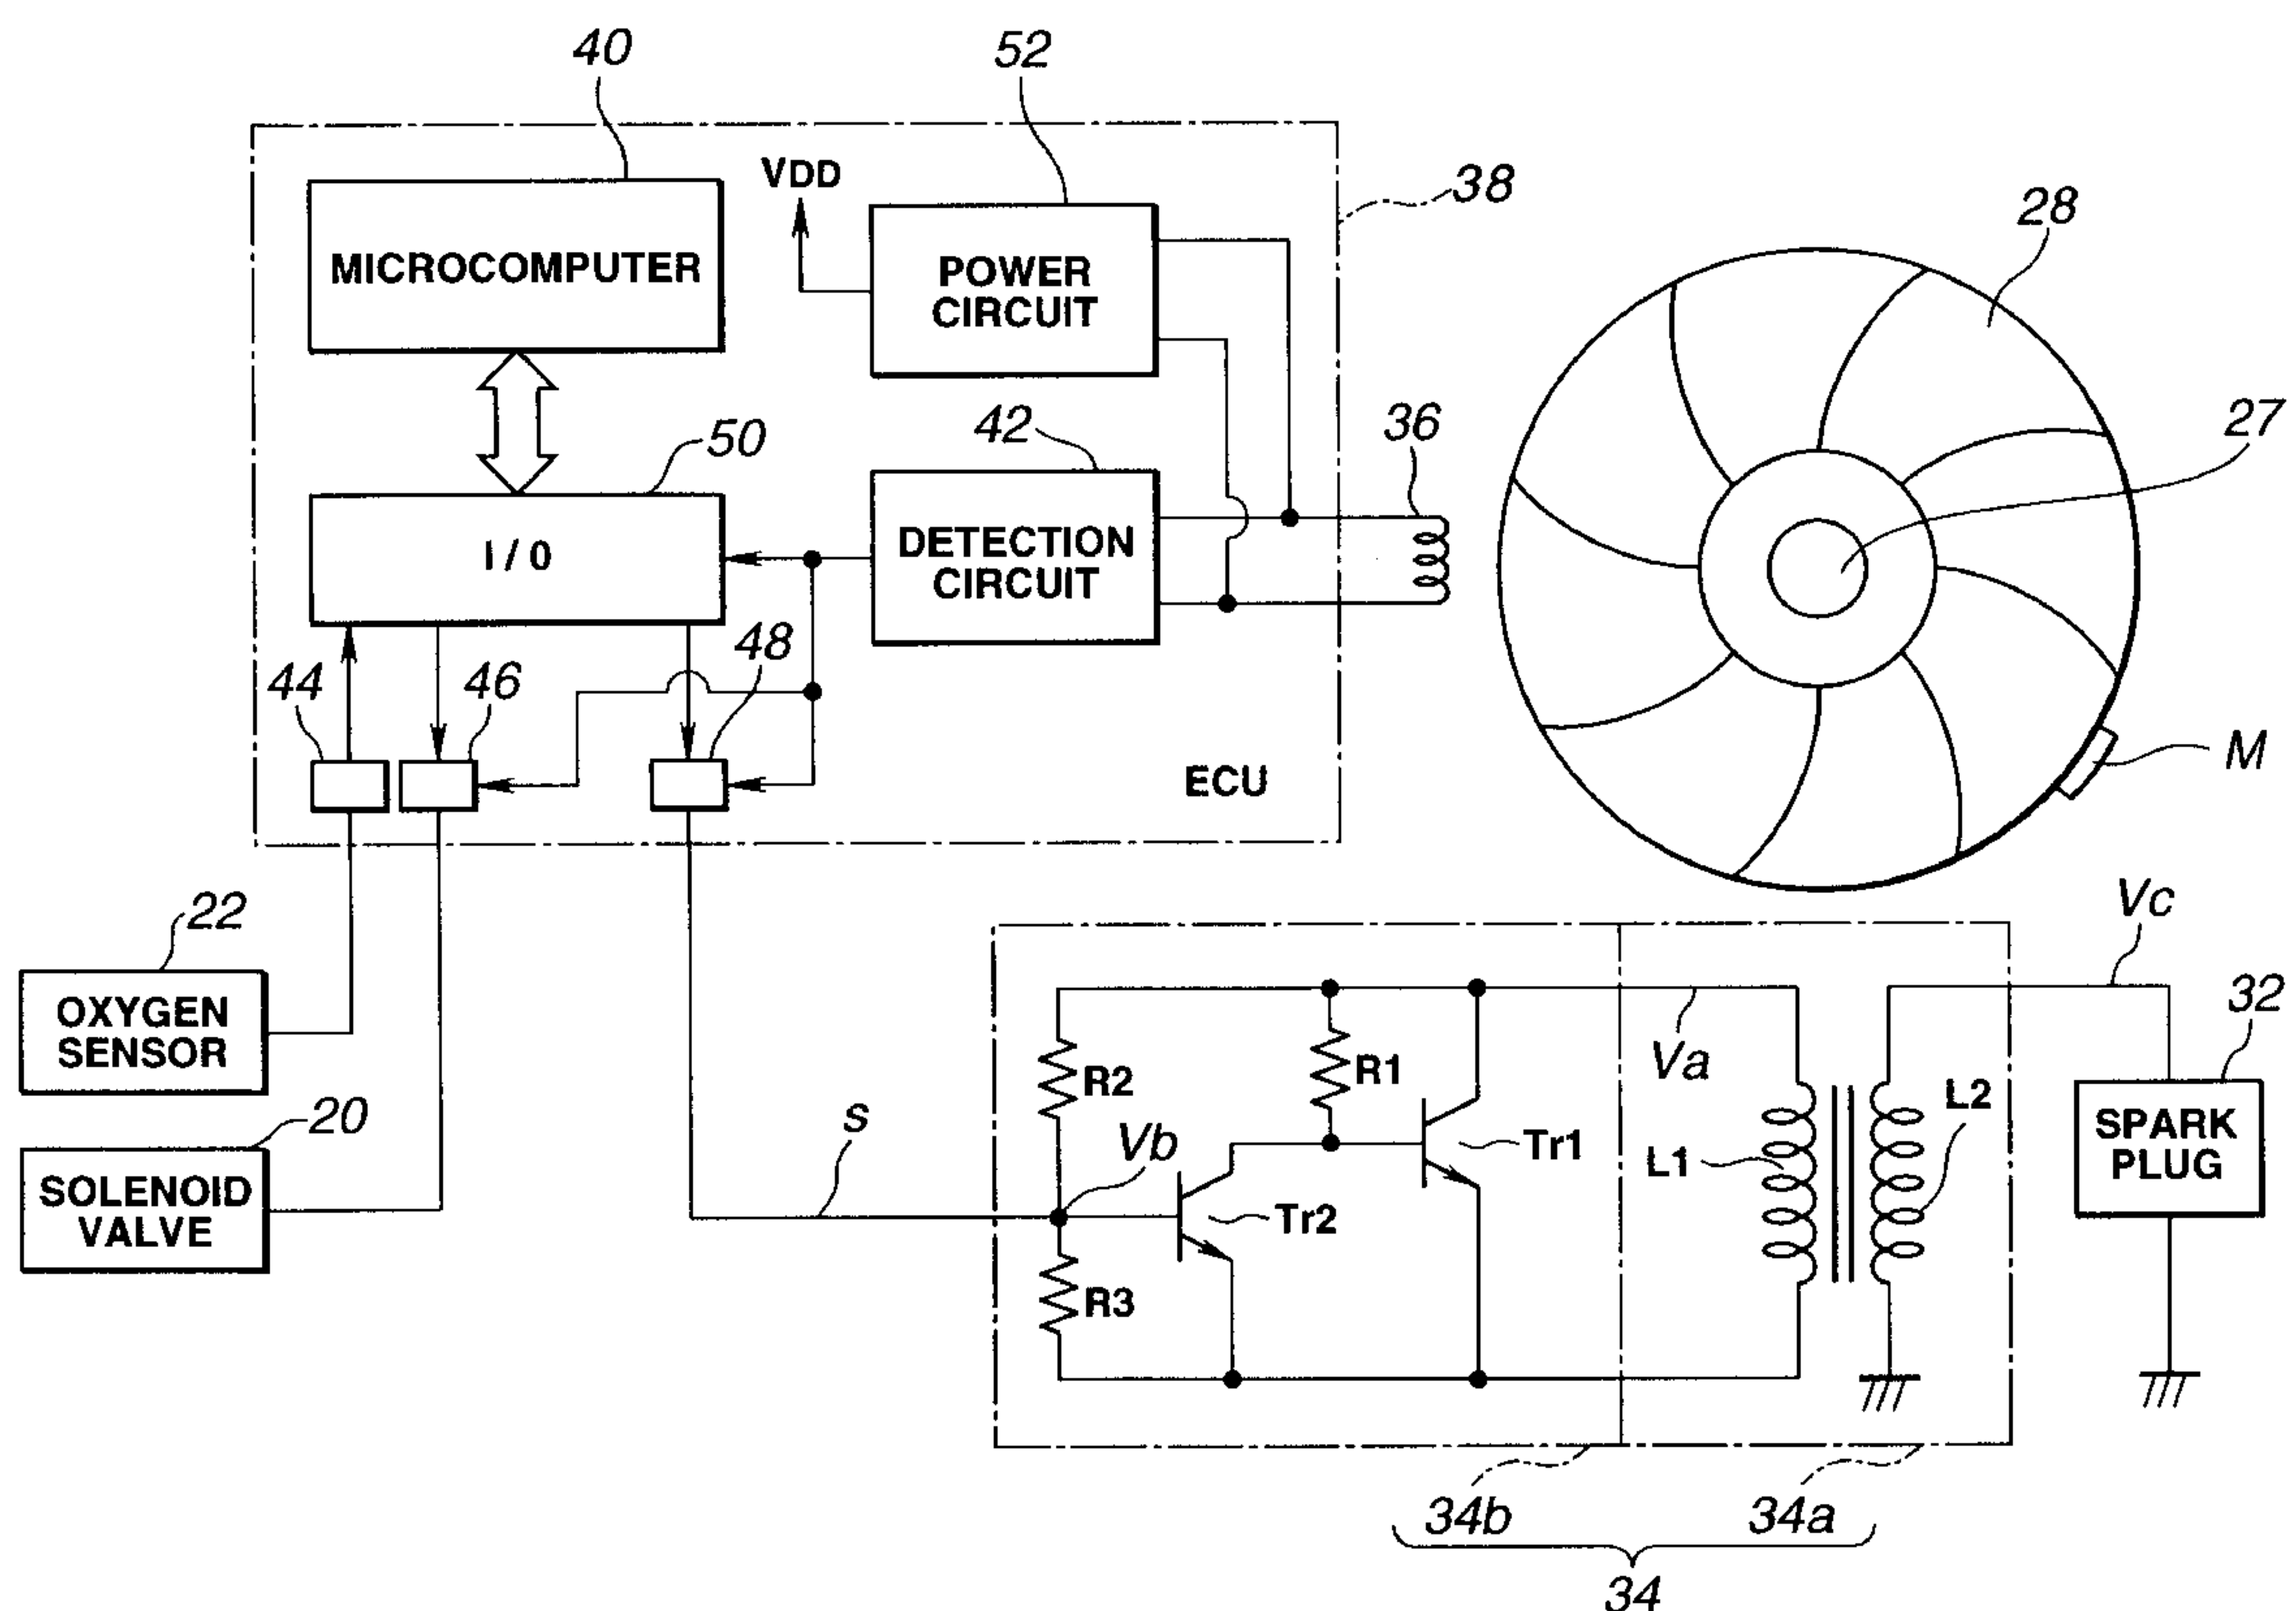 40
52
VDD
38
28
MICROCOMPUTER
POWER
CIRCUIT
50
42
36
27
I/O
DETECTION
CIRCUIT
44
46
48
ECU
M
22
OXYGEN
SENSOR
20
SOLENOID
VALVE
s
Vb
R2
R1
Va
Vc
32
L2
SPARK
PLUG
Tr1
L1
Tr2
R3
34b
34a
34